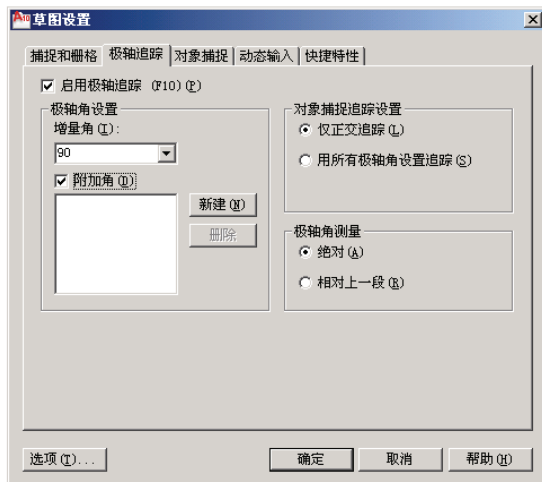 草图设置
捕捉和栅格 极轴追踪 对象捕捉 动态输入 快捷特性
启用极轴追踪 (F10)(P)
极轴角设置
增量角(I):
90
附加角(D)
新建(N)
删除
对象捕捉追踪设置
仅正交追踪(L)
用所有极轴角设置追踪(S)
极轴角测量
绝对(A)
相对上一段(R)
选项(T)...
确定 取消 帮助(H)